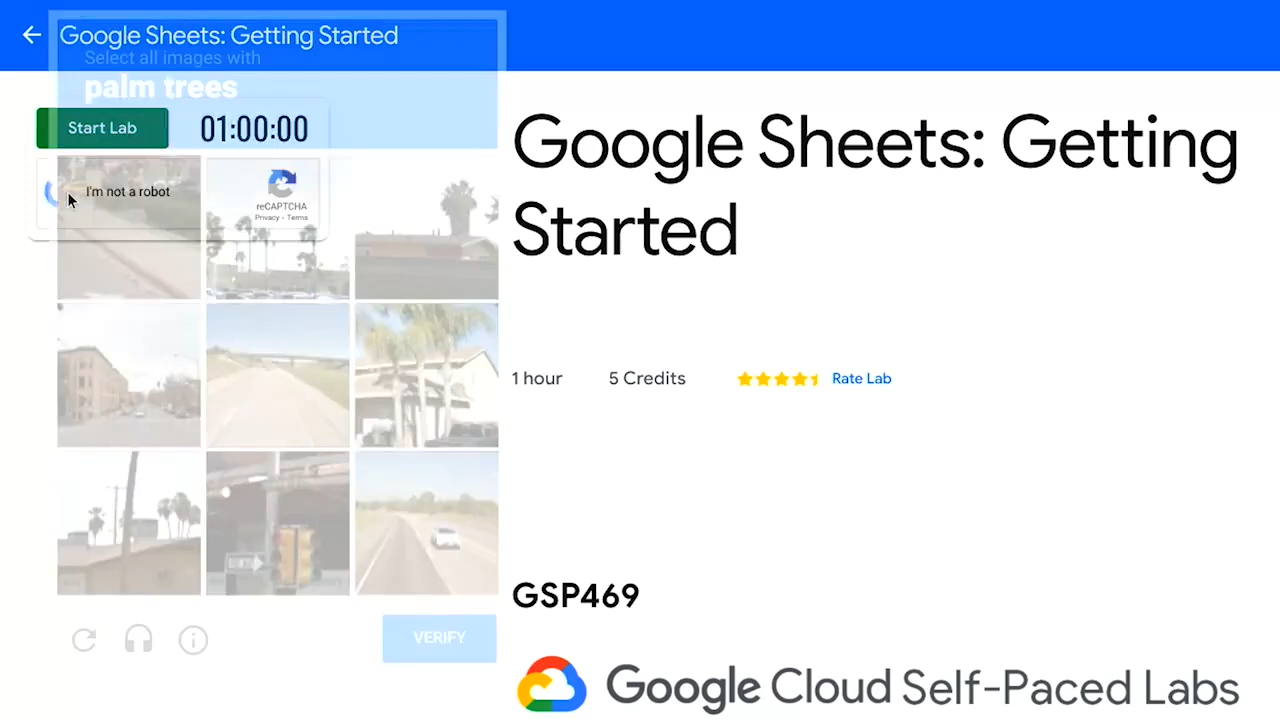 Google Sheets: Getting Started
Select all images with
palm trees
Start Lab
01:00:00
I'm not a robot
reCAPTCHA
Privacy - Terms
VERIFY
Google Sheets: Getting
Started
1 hour
5 Credits
Rate Lab
GSP469
Google Cloud Self-Paced Labs